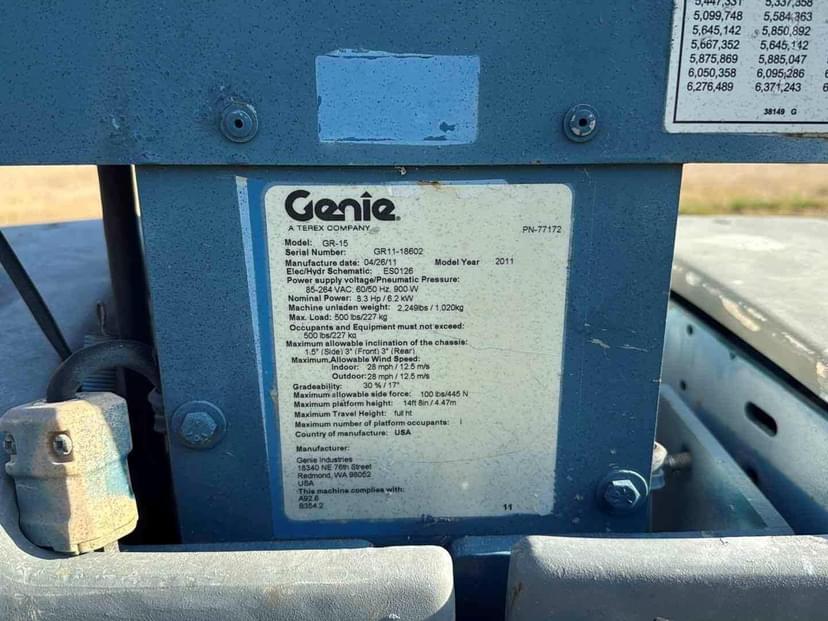 5,447,331 5,337,358
5,099,748 5,584,363
5,645,142 5,850,892
5,667,352 5,645,142
5,875,869 5,885,047
6,050,358 6,095,286
6,276,489 6,371,243
38149 G
Genie
A TEREX COMPANY
PN-77172
Model: GR-15
Serial Number: GR11-18602
Manufacture date: 04/26/11 Model Year 2011
Elec/Hydr Schematic: ES0126
Power supply voltage/Pneumatic Pressure:
85-264 VAC, 60/50 Hz, 900 W
Nominal Power: 8.3 Hp / 6.2 kW
Machine unladen weight: 2,249lbs / 1,020kg
Max. Load: 500 lbs/227 kg
Occupants and Equipment must not exceed:
500 lbs/227 kg
Maximum allowable inclination of the chassis:
1.5° (Side) 3° (Front) 3° (Rear)
Maximum Allowable Wind Speed:
Indoor: 28 mph / 12.5 m/s
Outdoor: 28 mph / 12.5 m/s
Gradeability: 30 % / 17°
Maximum allowable side force: 100 lbs/445 N
Maximum platform height: 14ft 8in / 4.47m
Maximum Travel Height: full ht
Maximum number of platform occupants: 1
Country of manufacture: USA
Manufacturer:
Genie Industries
18340 NE 76th Street
Redmond, WA 98052
USA
This machine complies with:
A92.6
B354.2
11